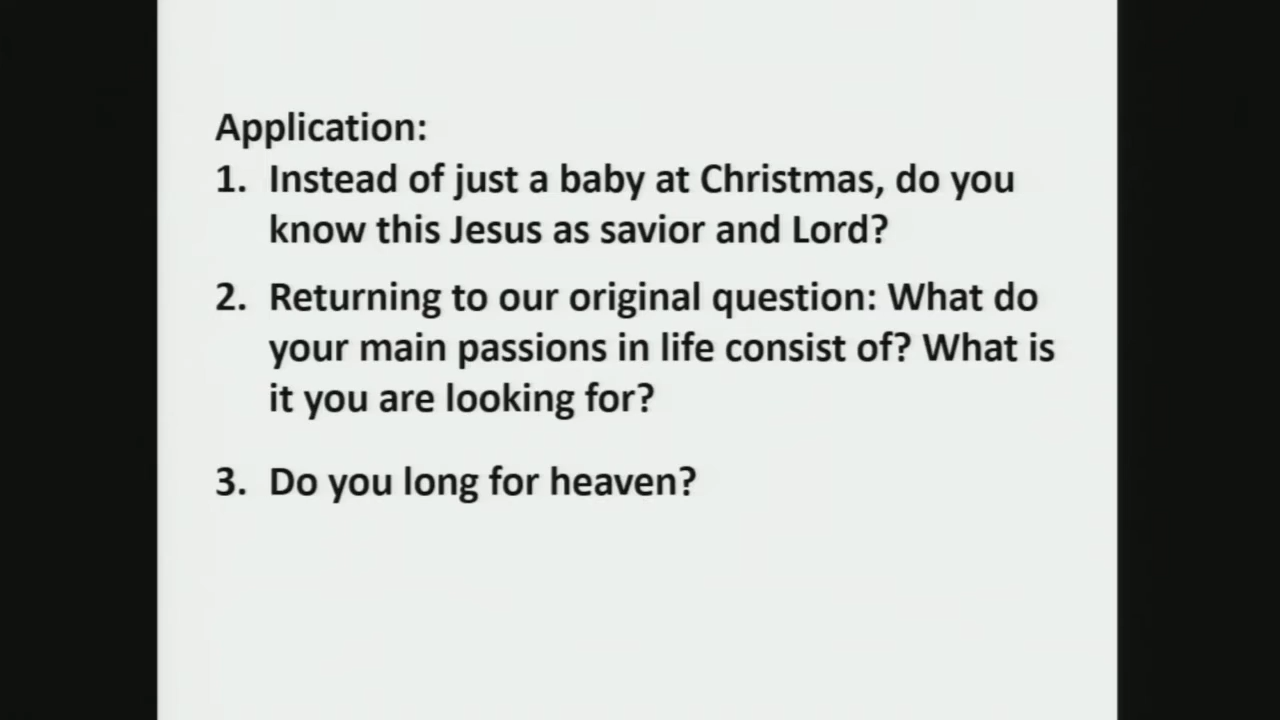 Application:
1. Instead of just a baby at Christmas, do you
know this Jesus as savior and Lord?
2. Returning to our original question: What do
your main passions in life consist of? What is
it you are looking for?
3. Do you long for heaven?